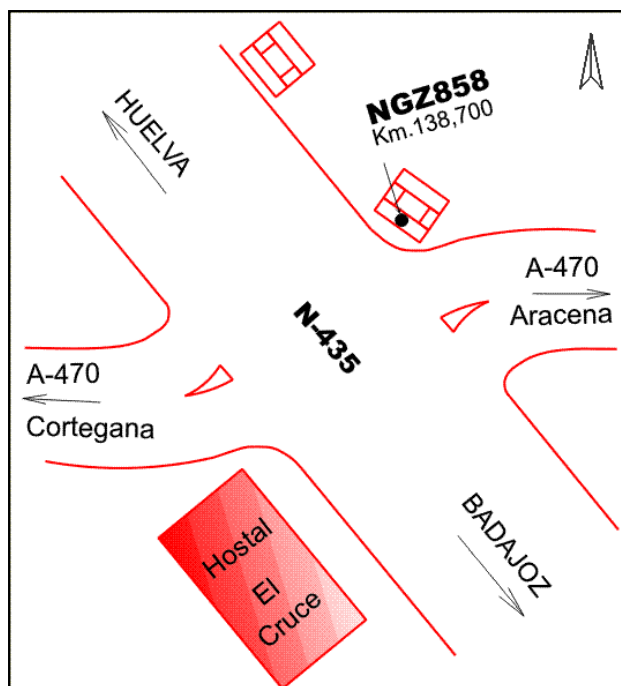 NGZ858
Km.138,700
HUELVA
A-470
Aracena
N-435
A-470
Cortegana
BADAJOZ
Hostal
El
Cruce